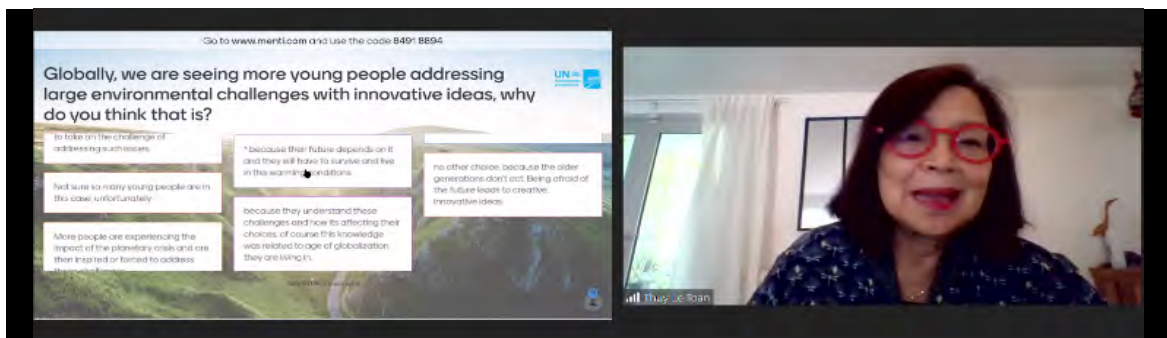 Go to www.menti.com and use the code 8491 8894
Globally, we are seeing more young people addressing
large environmental challenges with innovative ideas, why
do you think that is?
UN
to take on the challenge of
addressing such issues
Not sure so many young people are in
this case, unfortunately
More people are experiencing the
impact of the planetary crisis and are
then inspired or forced to address
" because their future depends on it
and they will have to survive and live
in this warming conditions
because they understand these
challenges and how its affecting their
choices, of course this knowledge
was related to age of globalization
they are living in.
no other choice, because the older
generations don't act. Being afraid of
the future leads to creative,
innovative ideas
Thuy Le Toan